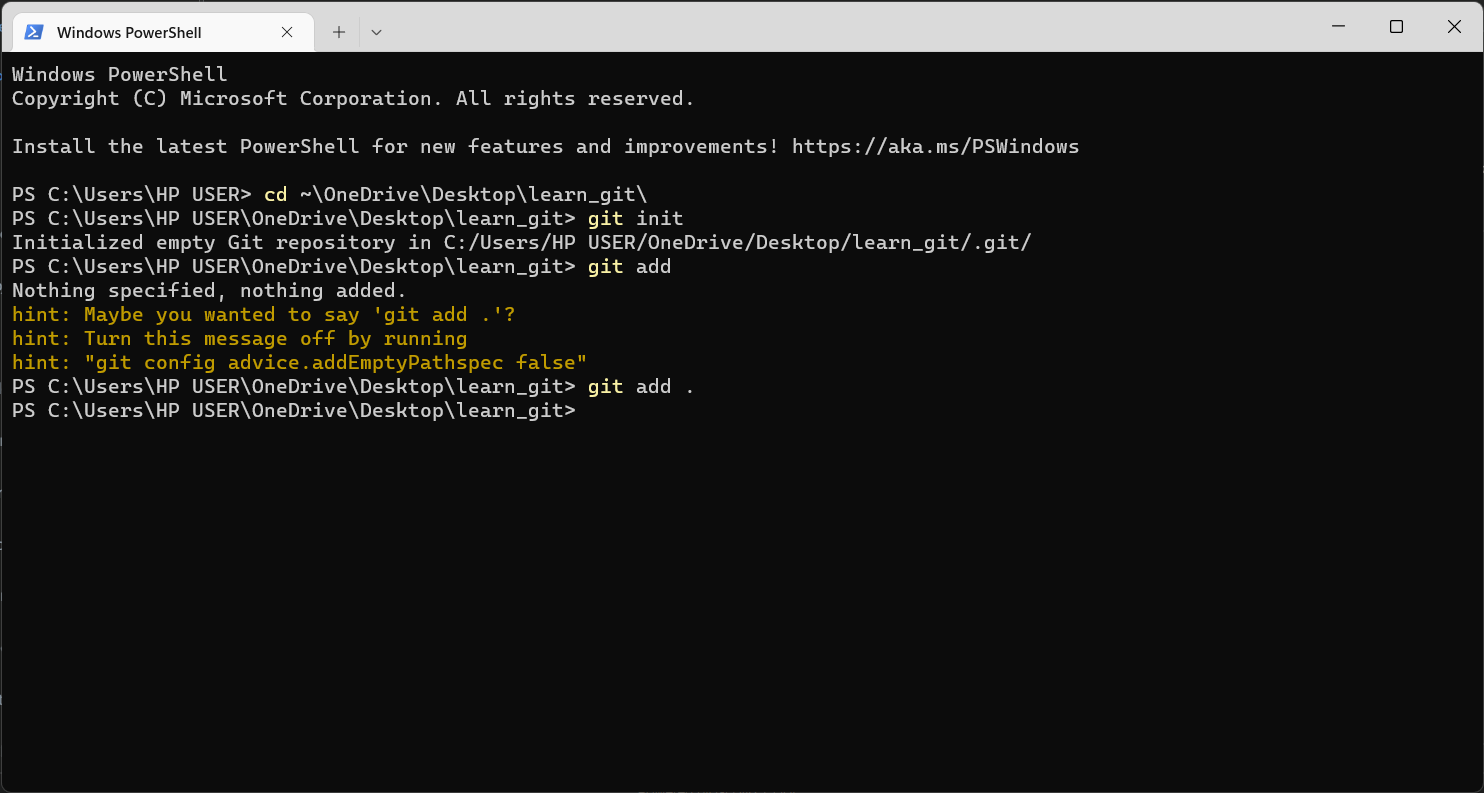 Windows PowerShell
Windows PowerShell
Copyright (C) Microsoft Corporation. All rights reserved.
Install the latest PowerShell for new features and improvements! https://aka.ms/PSWindows
PS C:\Users\HP USER> cd ~\OneDrive\Desktop\learn_git\
PS C:\Users\HP USER\OneDrive\Desktop\learn_git> git init
Initialized empty Git repository in C:/Users/HP USER/OneDrive/Desktop/learn_git/.git/
PS C:\Users\HP USER\OneDrive\Desktop\learn_git> git add
Nothing specified, nothing added.
hint: Maybe you wanted to say 'git add .'?
hint: Turn this message off by running
hint: "git config advice.addEmptyPathspec false"
PS C:\Users\HP USER\OneDrive\Desktop\learn_git> git add .
PS C:\Users\HP USER\OneDrive\Desktop\learn_git>